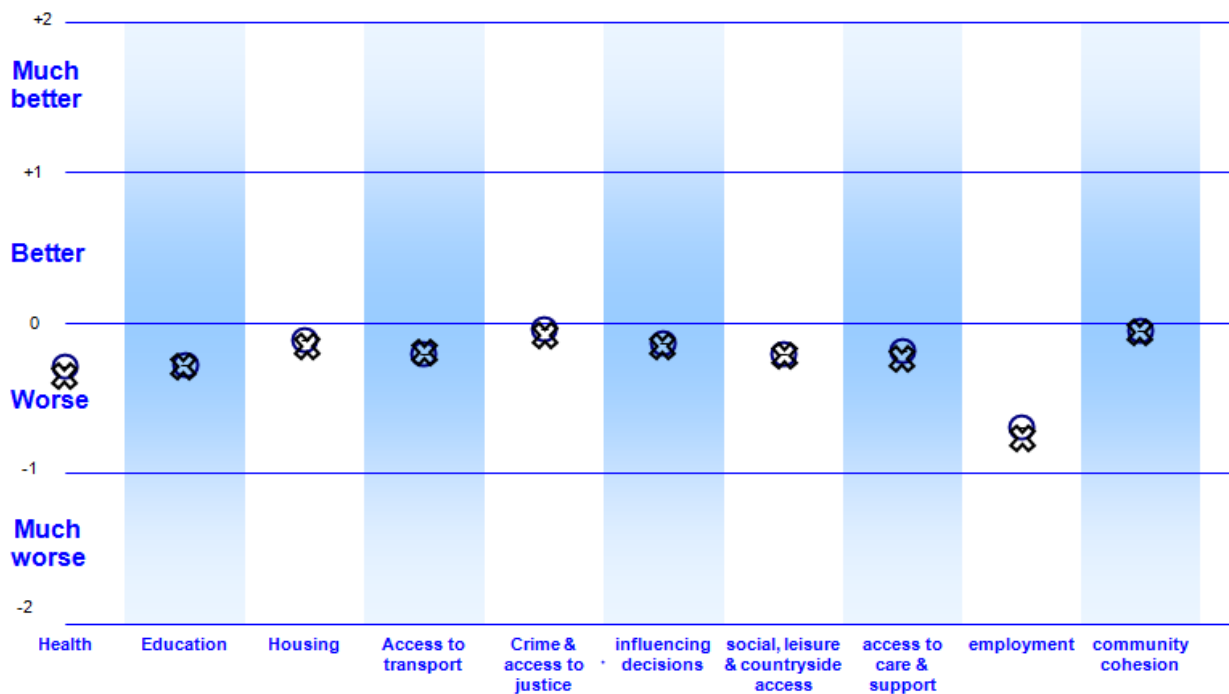 +2
Much
better
+1
Better
0
Worse
-1
Much
worse
-2
Health
Education
Housing
Access to
transport
Crime &
access to
justice
influencing
decisions
social, leisure
& countryside
access
access to
care &
support
employment
community
cohesion